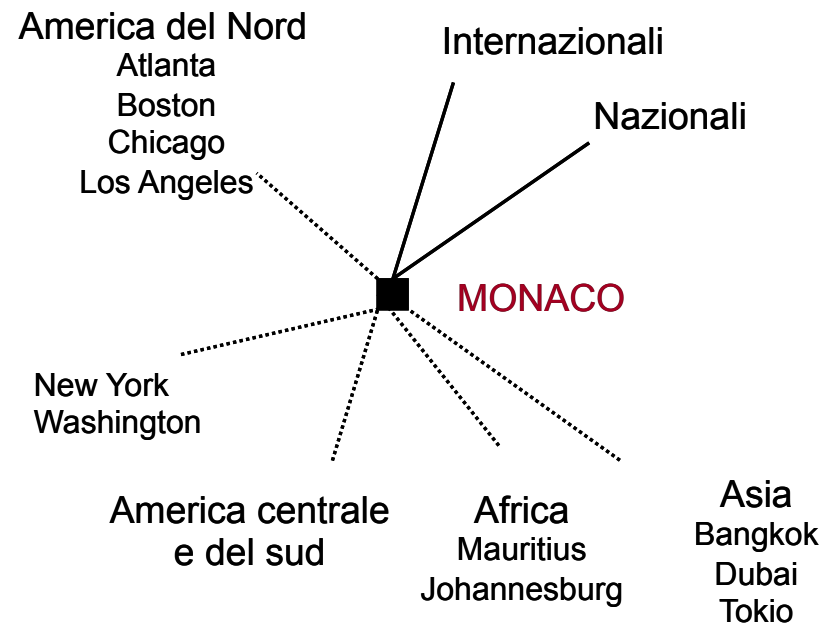 America del Nord
Atlanta
Boston
Chicago
Los Angeles
Internazionali
Nazionali
MONACO
New York
Washington
America centrale
e del sud
Africa
Mauritius
Johannesburg
Asia
Bangkok
Dubai
Tokio